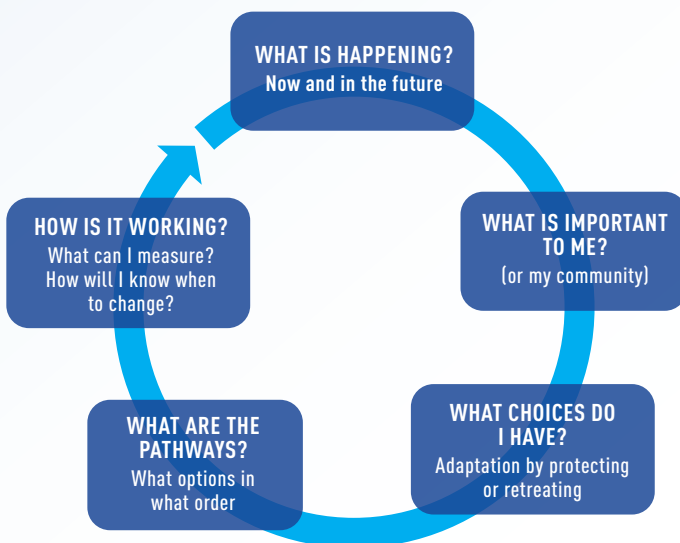 WHAT IS HAPPENING?
Now and in the future
WHAT IS IMPORTANT
TO ME?
(or my community)
WHAT CHOICES DO
I HAVE?
Adaptation by protecting
or retreating
WHAT ARE THE
PATHWAYS?
What options in
what order
HOW IS IT WORKING?
What can I measure?
How will I know when
to change?